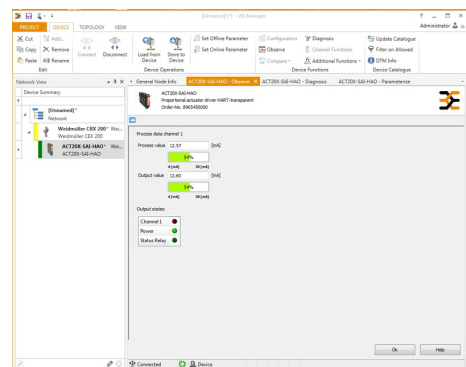 [Unnamed] (*) - WI-Manager
PROJECT DEVICE TOPOLOGY VIEW
Administrator
Cut Add...
Copy Remove
Paste Rename
Edit
Connect Disconnect
Load from Device Store to Device
Device Operations
Set Offline Parameter
Set Online Parameter
Configuration Diagnosis
Observe Channel Functions
Compare Additional Functions
Device Functions
Update Catalogue
Filter on Allowed
DTM Info
Device Catalogue
Network View
Device Summary
[Unnamed]*
Network
Weidmüller CBX 200* Wei...
Weidmüller CBX 200
ACT20X-SAI-HAO* Wei...
ACT20X-SAI-HAO
General Node Info ACT20X-SAI-HAO - Observe ACT20X-SAI-HAO - Diagnosis ACT20X-SAI-HAO - Parameterize
ACT20X-SAI-HAO
Proportional actuator driver HART-transparent
Order-No. 8965450000
Process data channel 1
Process value 12.57 [mA]
54%
4 [mA] 20 [mA]
Output value 12.60 [mA]
54%
4 [mA] 20 [mA]
Output states
Channel 1
Power
Status Relay
Ok Help
Connected Device